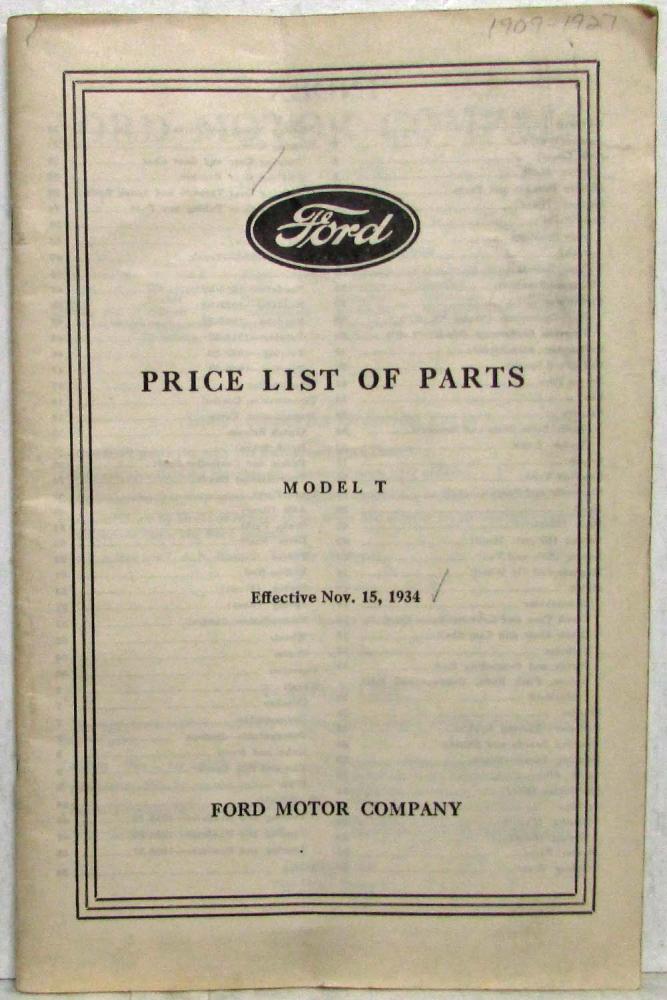 1909-1927
Ford
PRICE LIST OF PARTS
MODEL T
Effective Nov. 15, 1934
FORD MOTOR COMPANY